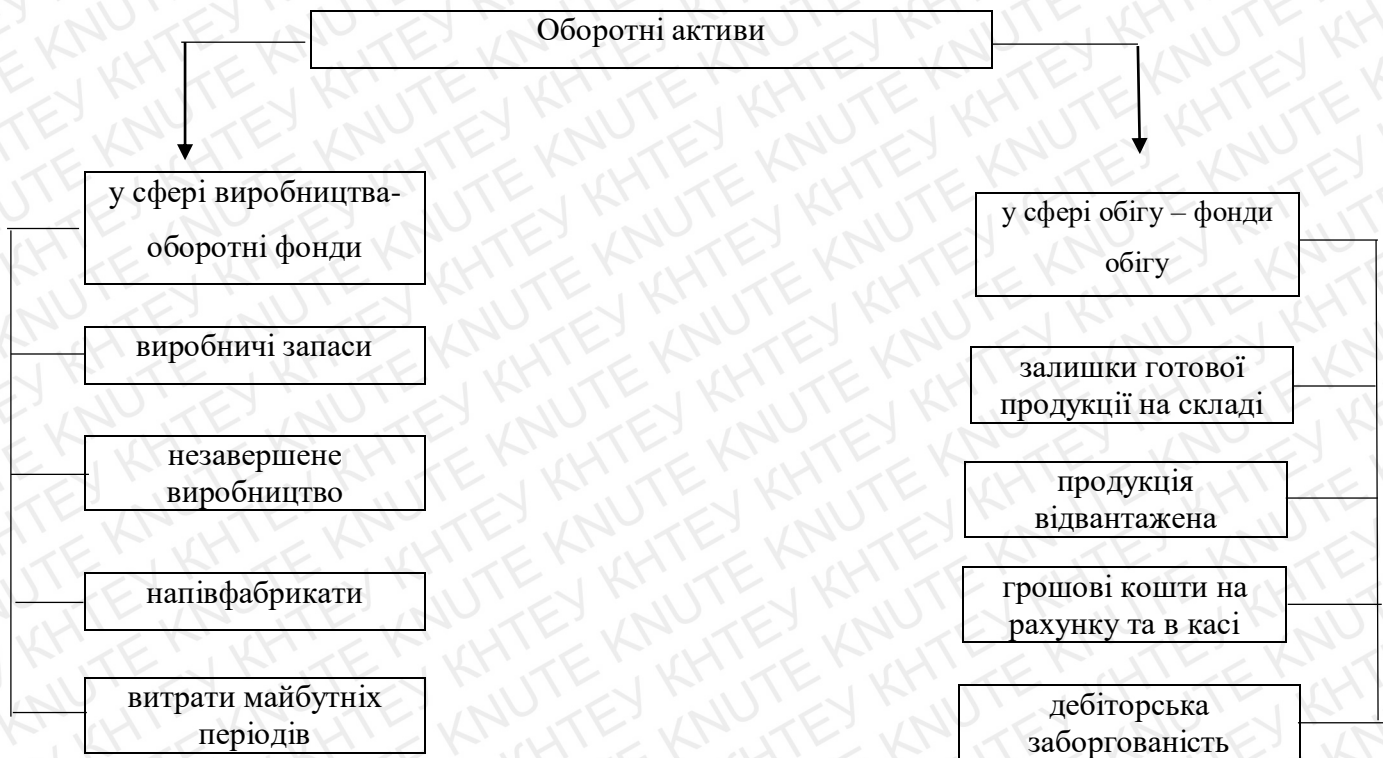 Оборотні активи
у сфері виробництва-
оборотні фонди
виробничі запаси
незавершене
виробництво
напівфабрикати
витрати майбутніх
періодів
у сфері обігу – фонди
обігу
залишки готової
продукції на складі
продукція
відвантажена
грошові кошти на
рахунку та в касі
дебіторська
заборгованість